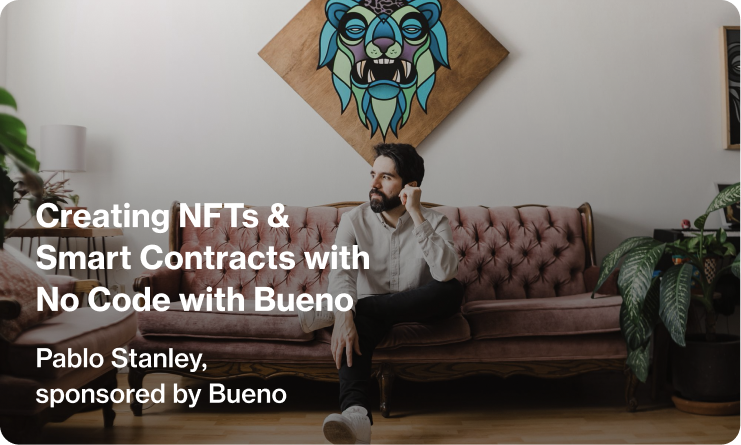 Creating NFTs &
Smart Contracts with
No Code with Bueno
Pablo Stanley,
sponsored by Bueno